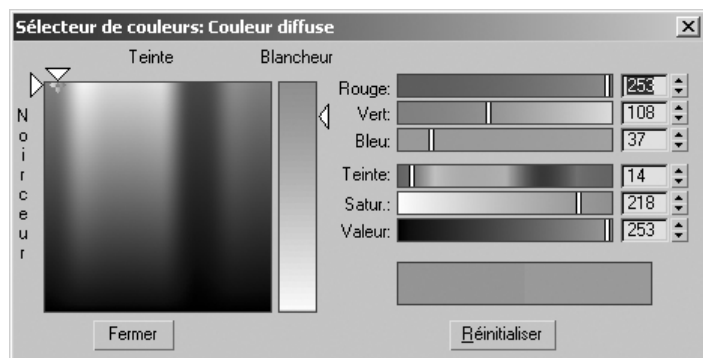 Sélecteur de couleurs: Couleur diffuse
Teinte Blancheur
Noirceur
Rouge: 253
Vert: 108
Bleu: 37
Teinte: 14
Satur.: 218
Valeur: 253
Fermer Réinitialiser